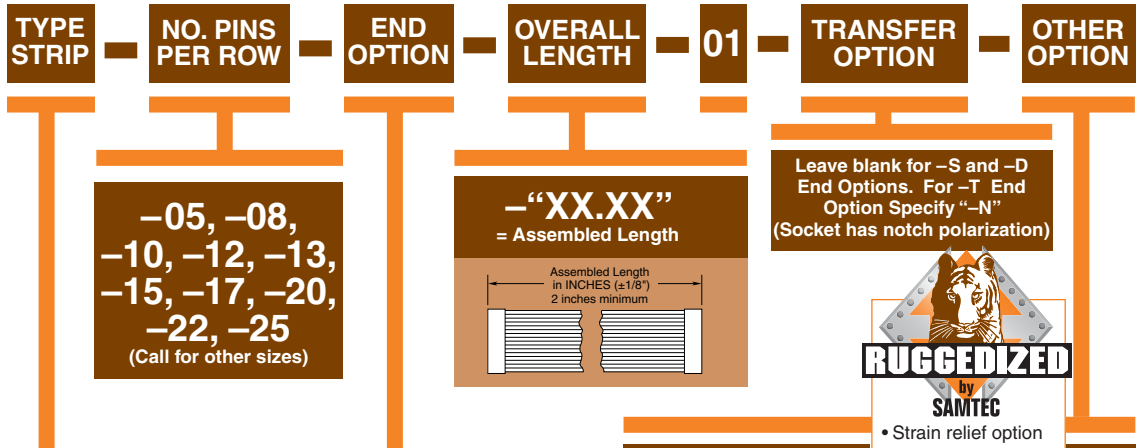 TYPE
STRIP
NO. PINS
PER ROW
END
OPTION
OVERALL
LENGTH
01
TRANSFER
OPTION
OTHER
OPTION
–05, –08,
–10, –12, –13,
–15, –17, –20,
–22, –25
(Call for other sizes)
–“XX.XX”
= Assembled Length
Assembled Length
in INCHES (±1/8")
2 inches minimum
Leave blank for –S and –D
End Options. For –T End
Option Specify “–N”
(Socket has notch polarization)
RUGGEDIZED
by
SAMTEC
• Strain relief option